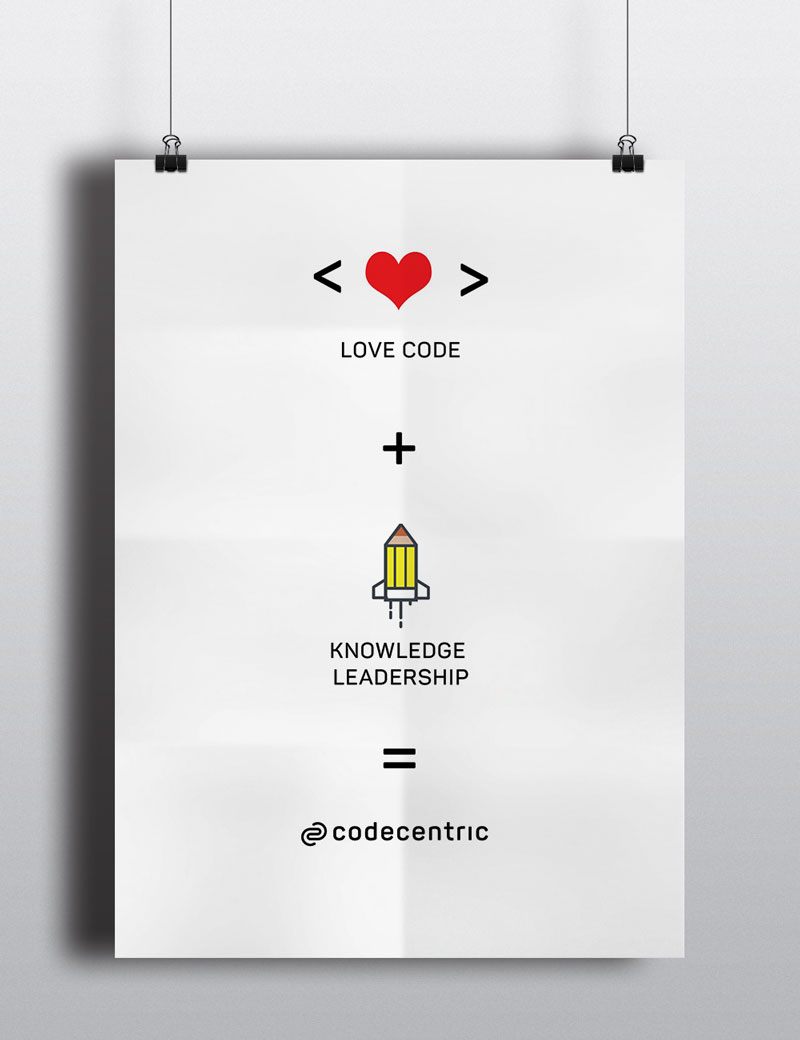 < >
LOVE CODE
+
KNOWLEDGE
LEADERSHIP
=
codecentric